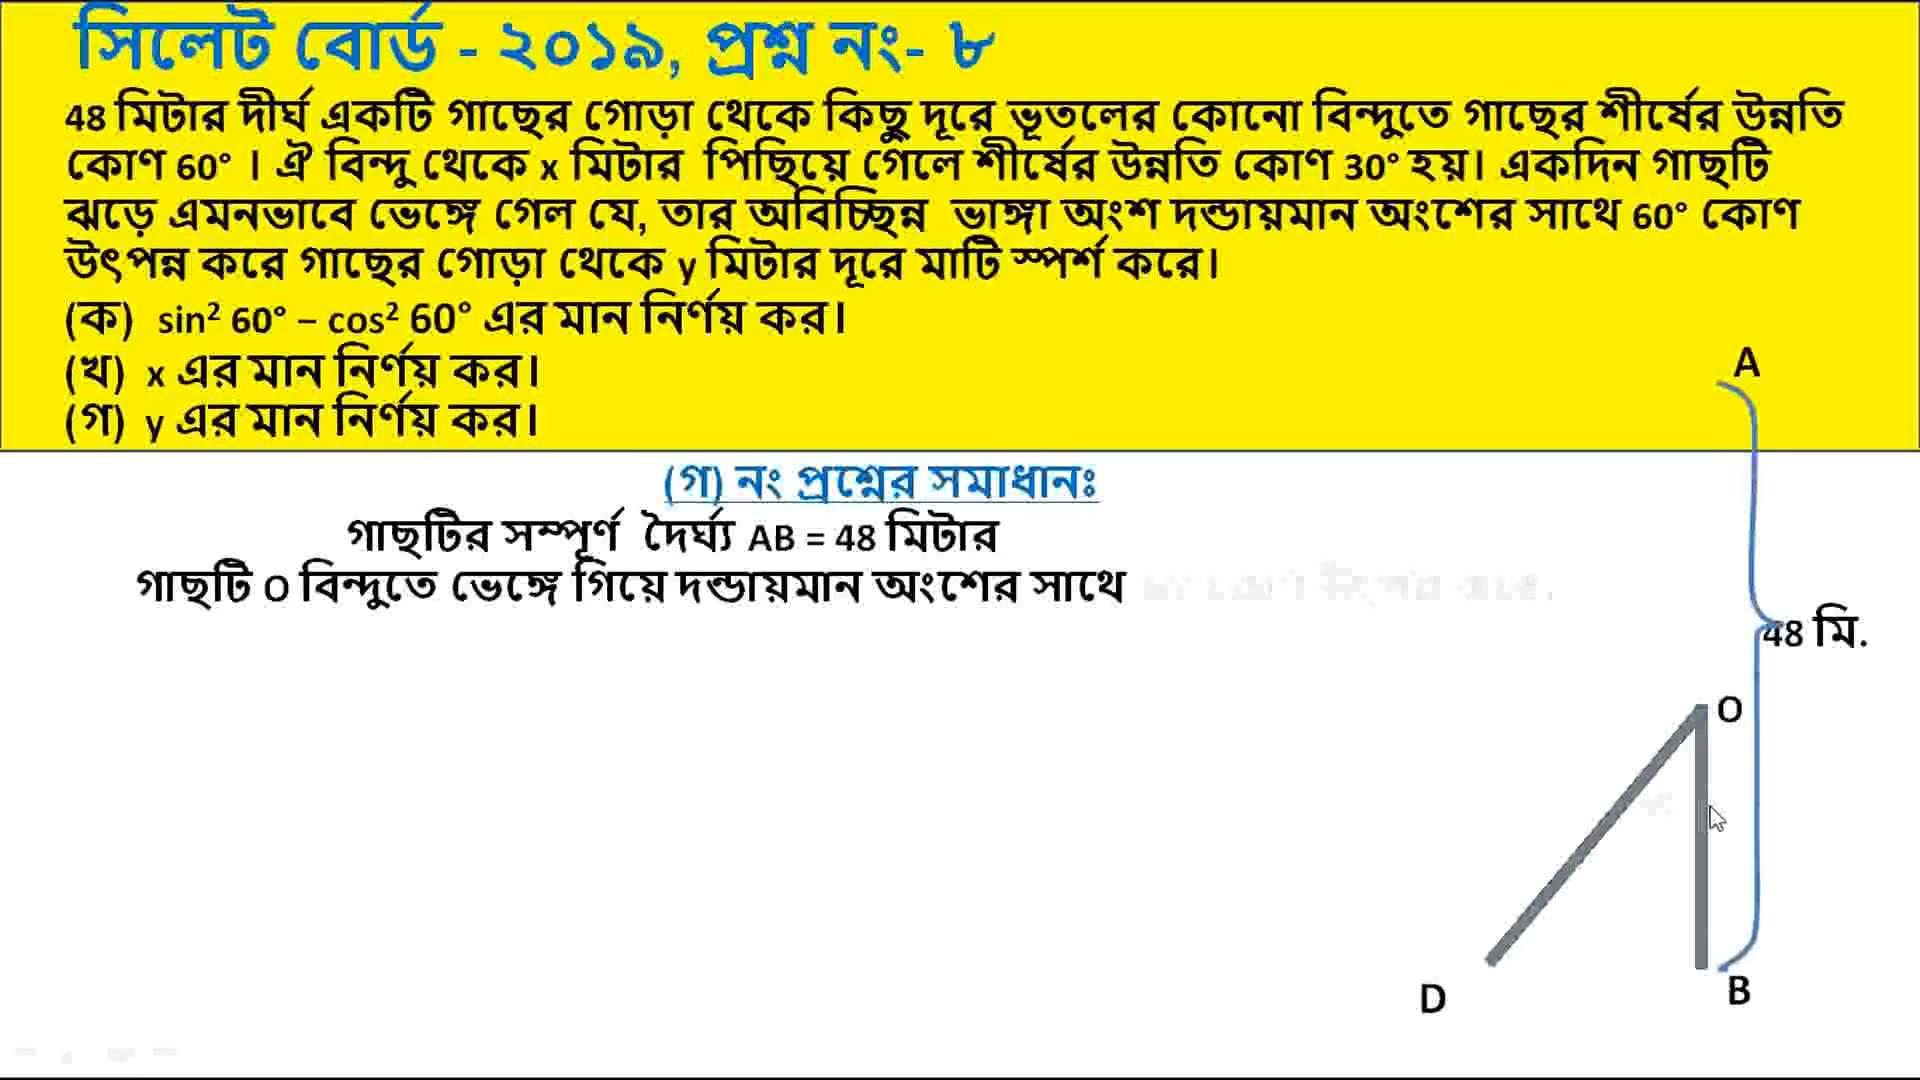 সিলেট বোর্ড - ২০১৯, প্রশ্ন নং- ৮
48 মিটার দীর্ঘ একটি গাছের গোড়া থেকে কিছু দূরে ভূতলের কোনো বিন্দুতে গাছের শীর্ষের উন্নতি
কোণ 60° । ঐ বিন্দু থেকে x মিটার পিছিয়ে গেলে শীর্ষের উন্নতি কোণ 30° হয়। একদিন গাছটি
ঝড়ে এমনভাবে ভেঙ্গে গেল যে, তার অবিচ্ছিন্ন ভাঙ্গা অংশ দন্ডায়মান অংশের সাথে 60° কোণ
উৎপন্ন করে গাছের গোড়া থেকে y মিটার দূরে মাটি স্পর্শ করে।
(ক) sin² 60° – cos² 60° এর মান নির্ণয় কর।
(খ) x এর মান নির্ণয় কর।
(গ) y এর মান নির্ণয় কর।
(গ) নং প্রশ্নের সমাধানঃ
গাছটির সম্পূর্ণ দৈর্ঘ্য AB = 48 মিটার
গাছটি O বিন্দুতে ভেঙ্গে গিয়ে দন্ডায়মান অংশের সাথে
A
48 মি.
O
D
B